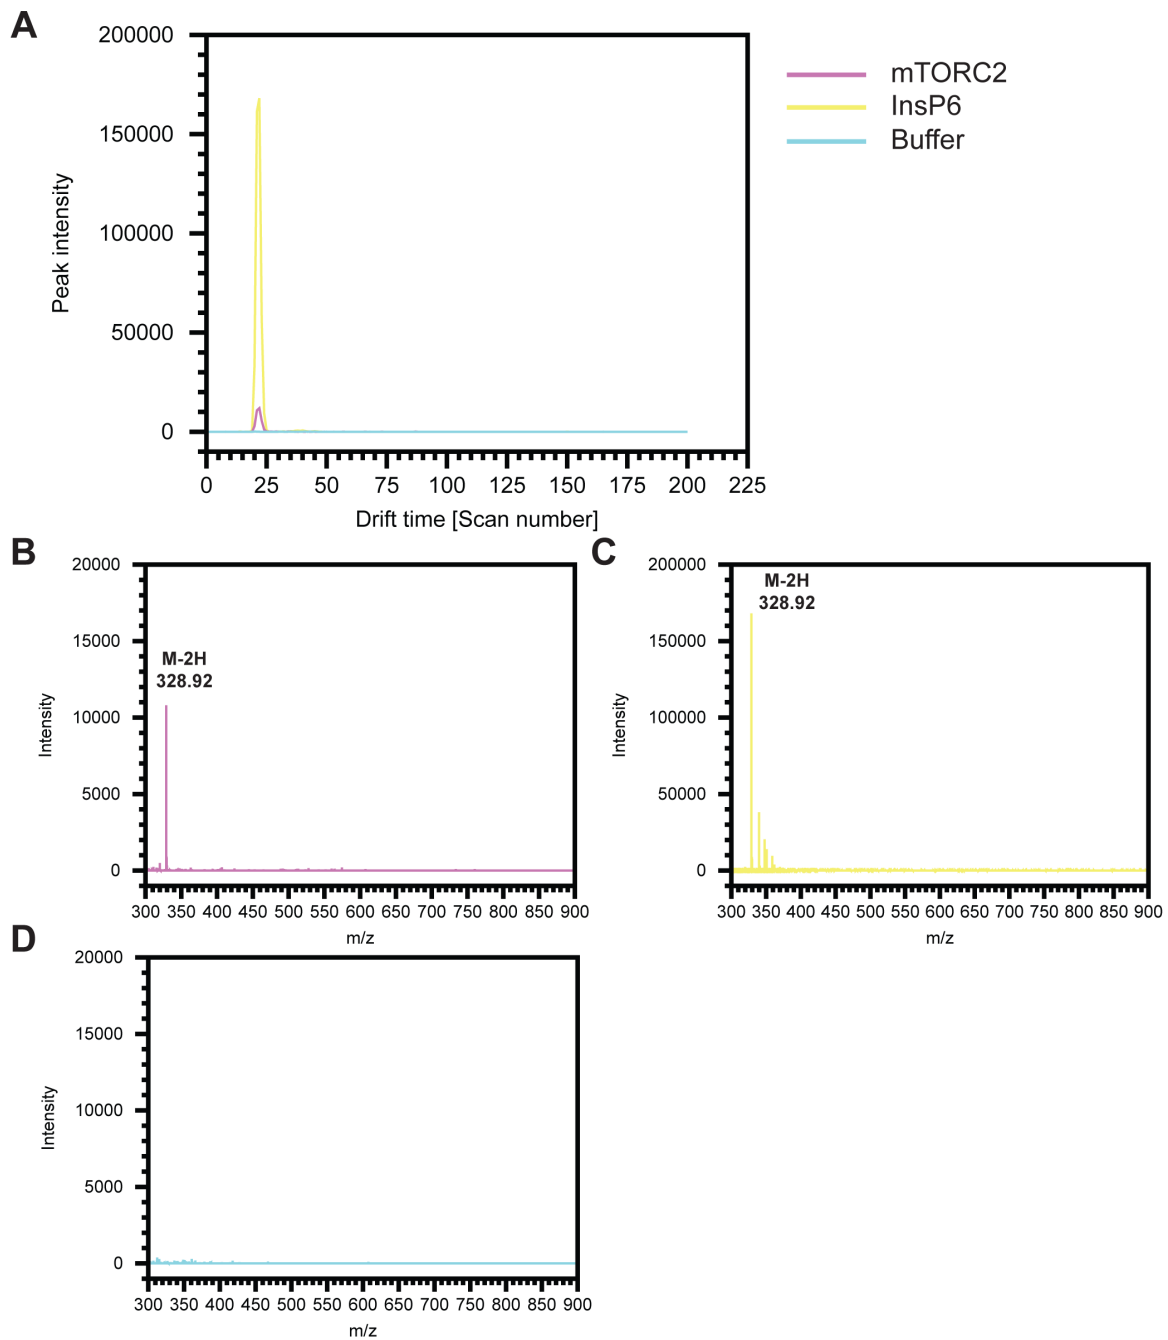 A
200000
150000
100000
50000
0
Peak intensity
0 25 50 75 100 125 150 175 200 225
Drift time [Scan number]
mTORC2
InsP6
Buffer
B
20000
15000
10000
5000
0
Intensity
M-2H
328.92
300 350 400 450 500 550 600 650 700 750 800 850 900
m/z
C
200000
150000
100000
50000
0
Intensity
M-2H
328.92
300 350 400 450 500 550 600 650 700 750 800 850 900
m/z
D
20000
15000
10000
5000
0
Intensity
300 350 400 450 500 550 600 650 700 750 800 850 900
m/z